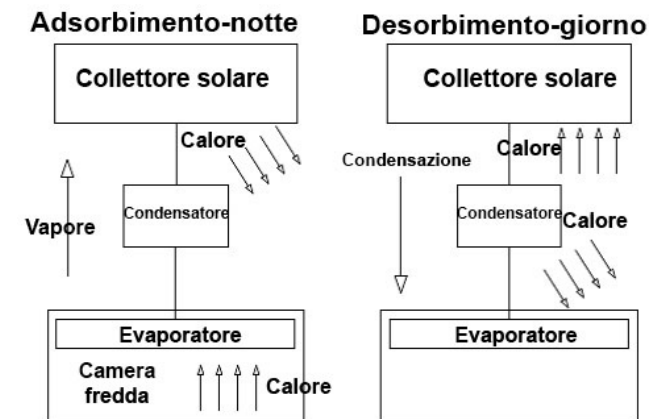 Adsorbimento-notte
Collettore solare
Calore
Condensatore
Vapore
Evaporatore
Camera
fredda
Calore
Desorbimento-giorno
Collettore solare
Condensazione
Calore
Condensatore
Calore
Evaporatore